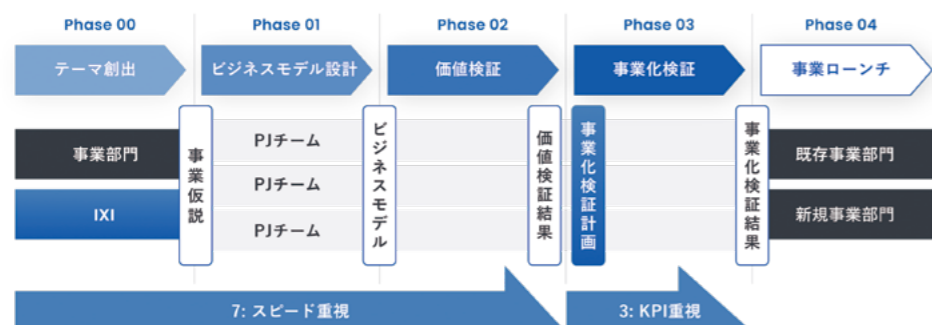 Phase 00
Phase 01
Phase 02
Phase 03
Phase 04
テーマ創出
ビジネスモデル設計
価値検証
事業化検証
事業ローンチ
事業部門
IXI
事業仮説
PJチーム
PJチーム
PJチーム
ビジネスモデル
価値検証結果
事業化検証計画
事業化検証結果
既存事業部門
新規事業部門
7: スピード重視
3: KPI重視